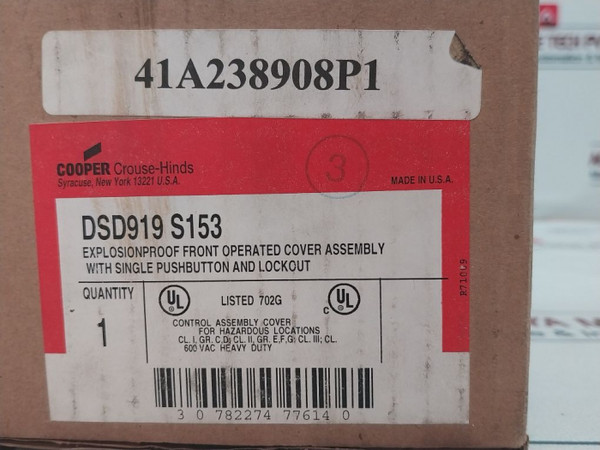 41A238908P1
COOPER Crouse-Hinds
Syracuse, New York 13221 U.S.A.
3
MADE IN U.S.A.
DSD919 S153
EXPLOSIONPROOF FRONT OPERATED COVER ASSEMBLY
WITH SINGLE PUSHBUTTON AND LOCKOUT
QUANTITY
1
UL LISTED 702G c UL
CONTROL ASSEMBLY COVER
FOR HAZARDOUS LOCATIONS
CL. I, GR. C,D; CL. II, GR. E,F,G; CL. III; CL.
600 VAC HEAVY DUTY
3 0 782274 77614 0